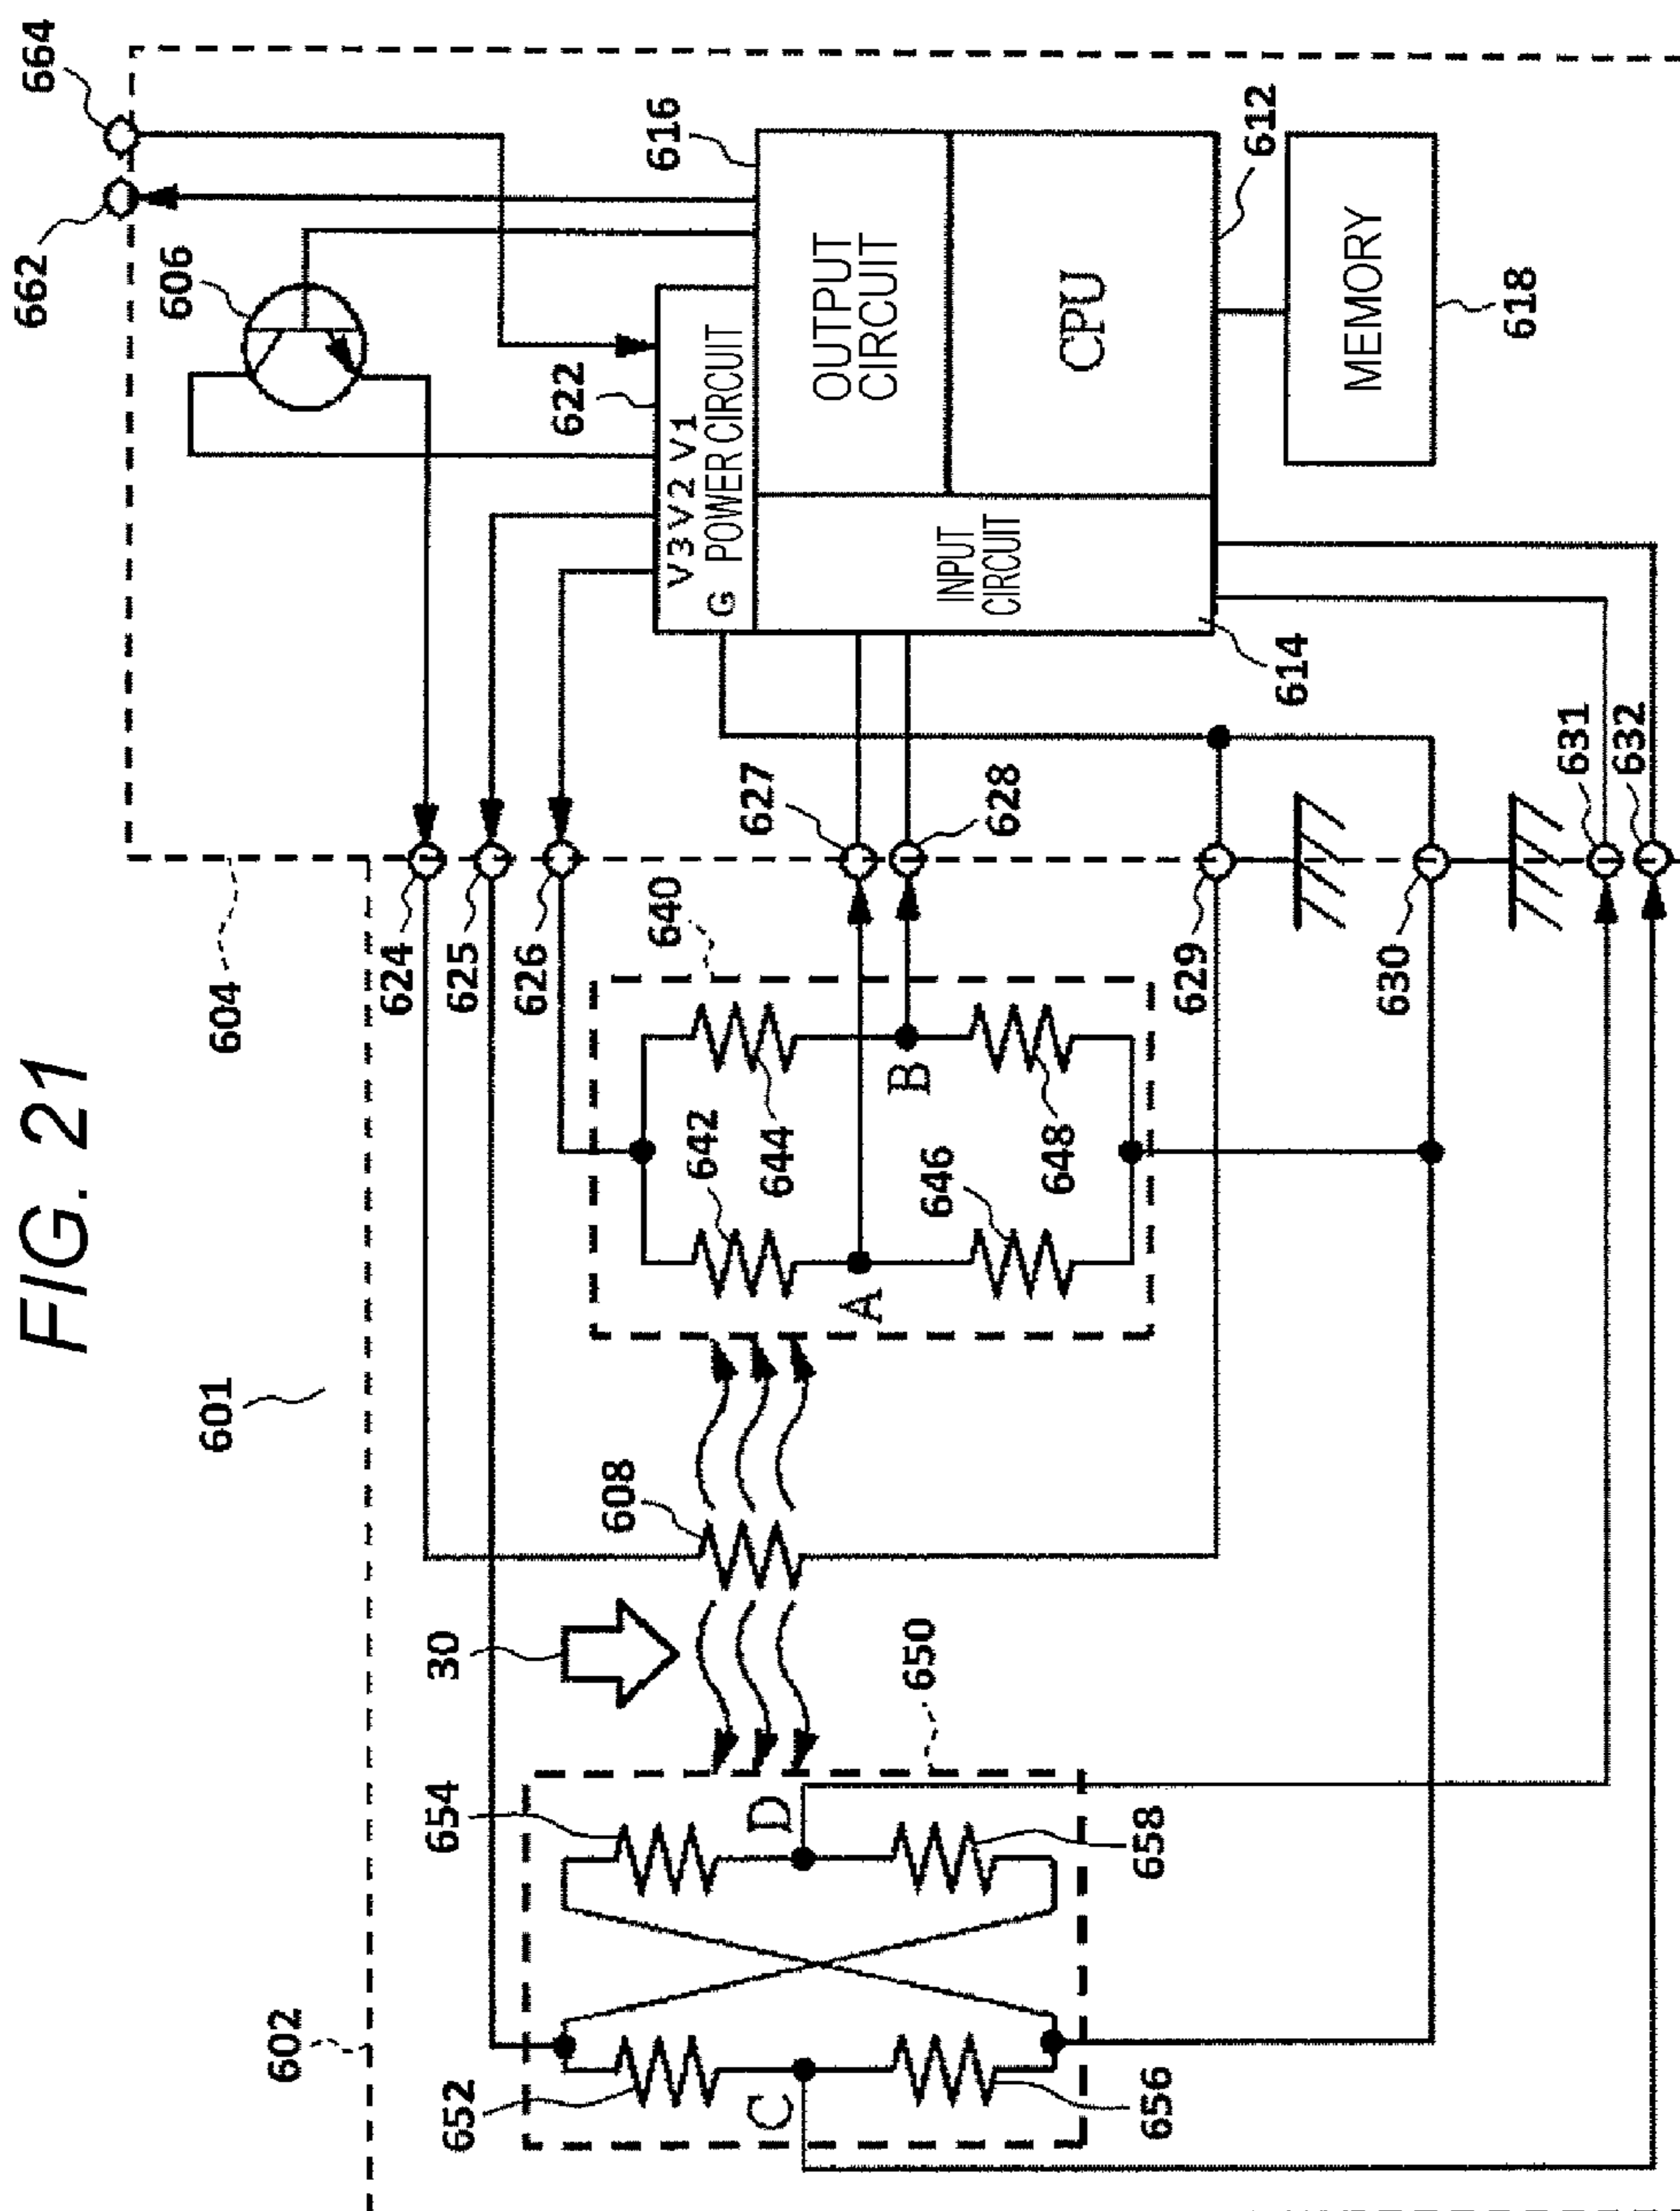 FIG. 21
662
664
606
601
604
602
624
654
30
652
625
626
622
608
640
616
V3 V2 V1
642
G POWER CIRCUIT
627
C
D
644
OUTPUT
CIRCUIT
A
B
650
646
INPUT
CIRCUIT
628
648
CPU
658
656
629
612
614
MEMORY
630
618
631
632